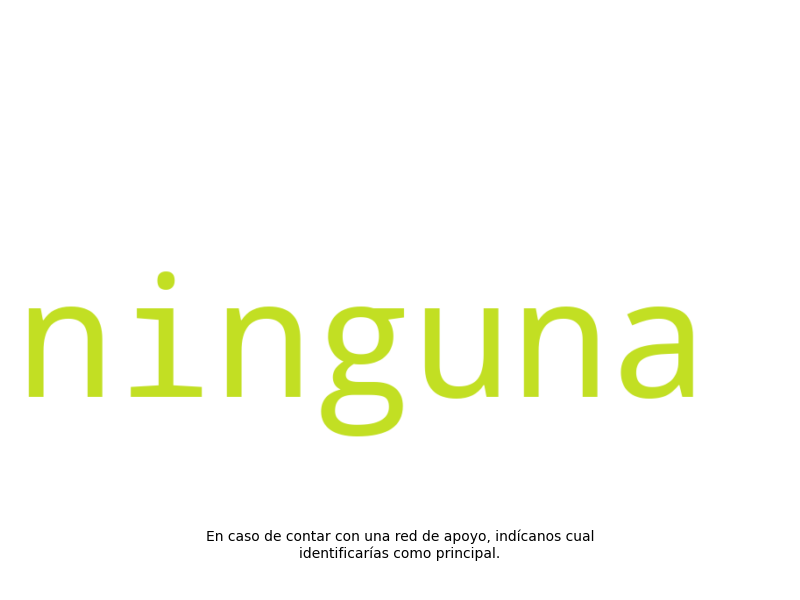 ninguna
En caso de contar con una red de apoyo, indícanos cual
identificarías como principal.